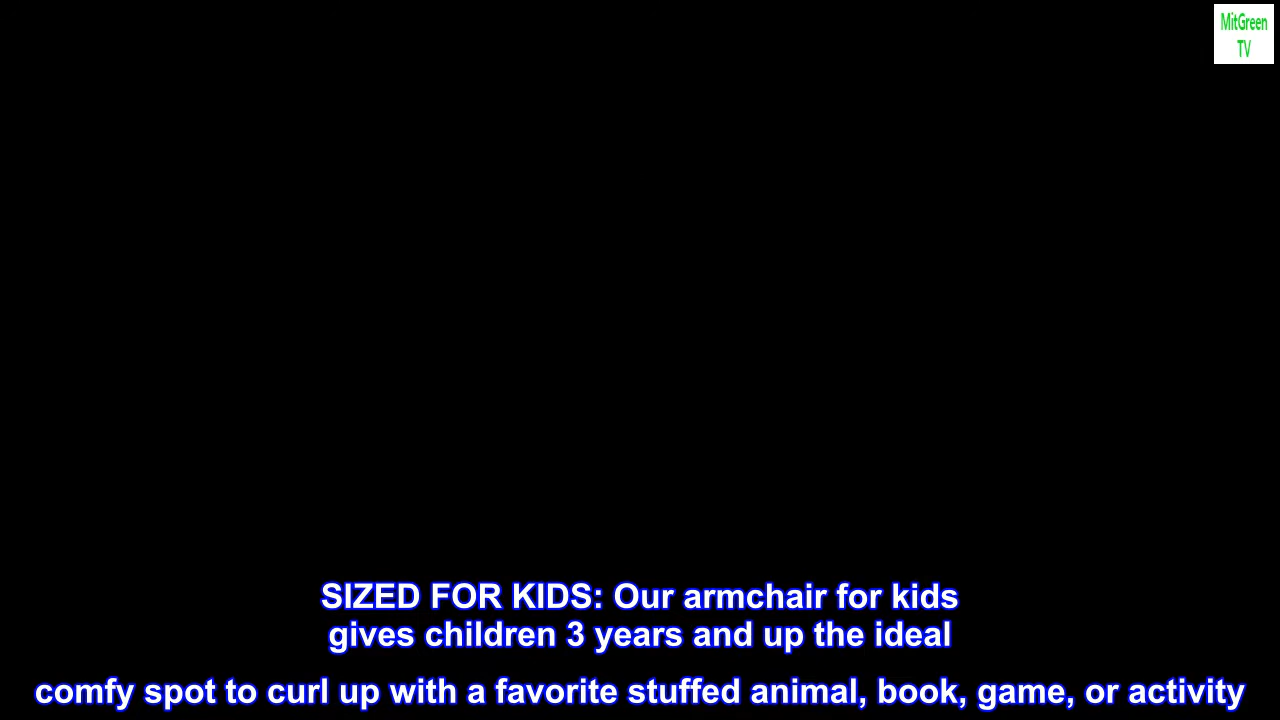 MitGreen
TV
SIZED FOR KIDS: Our armchair for kids
gives children 3 years and up the ideal
comfy spot to curl up with a favorite stuffed animal, book, game, or activity